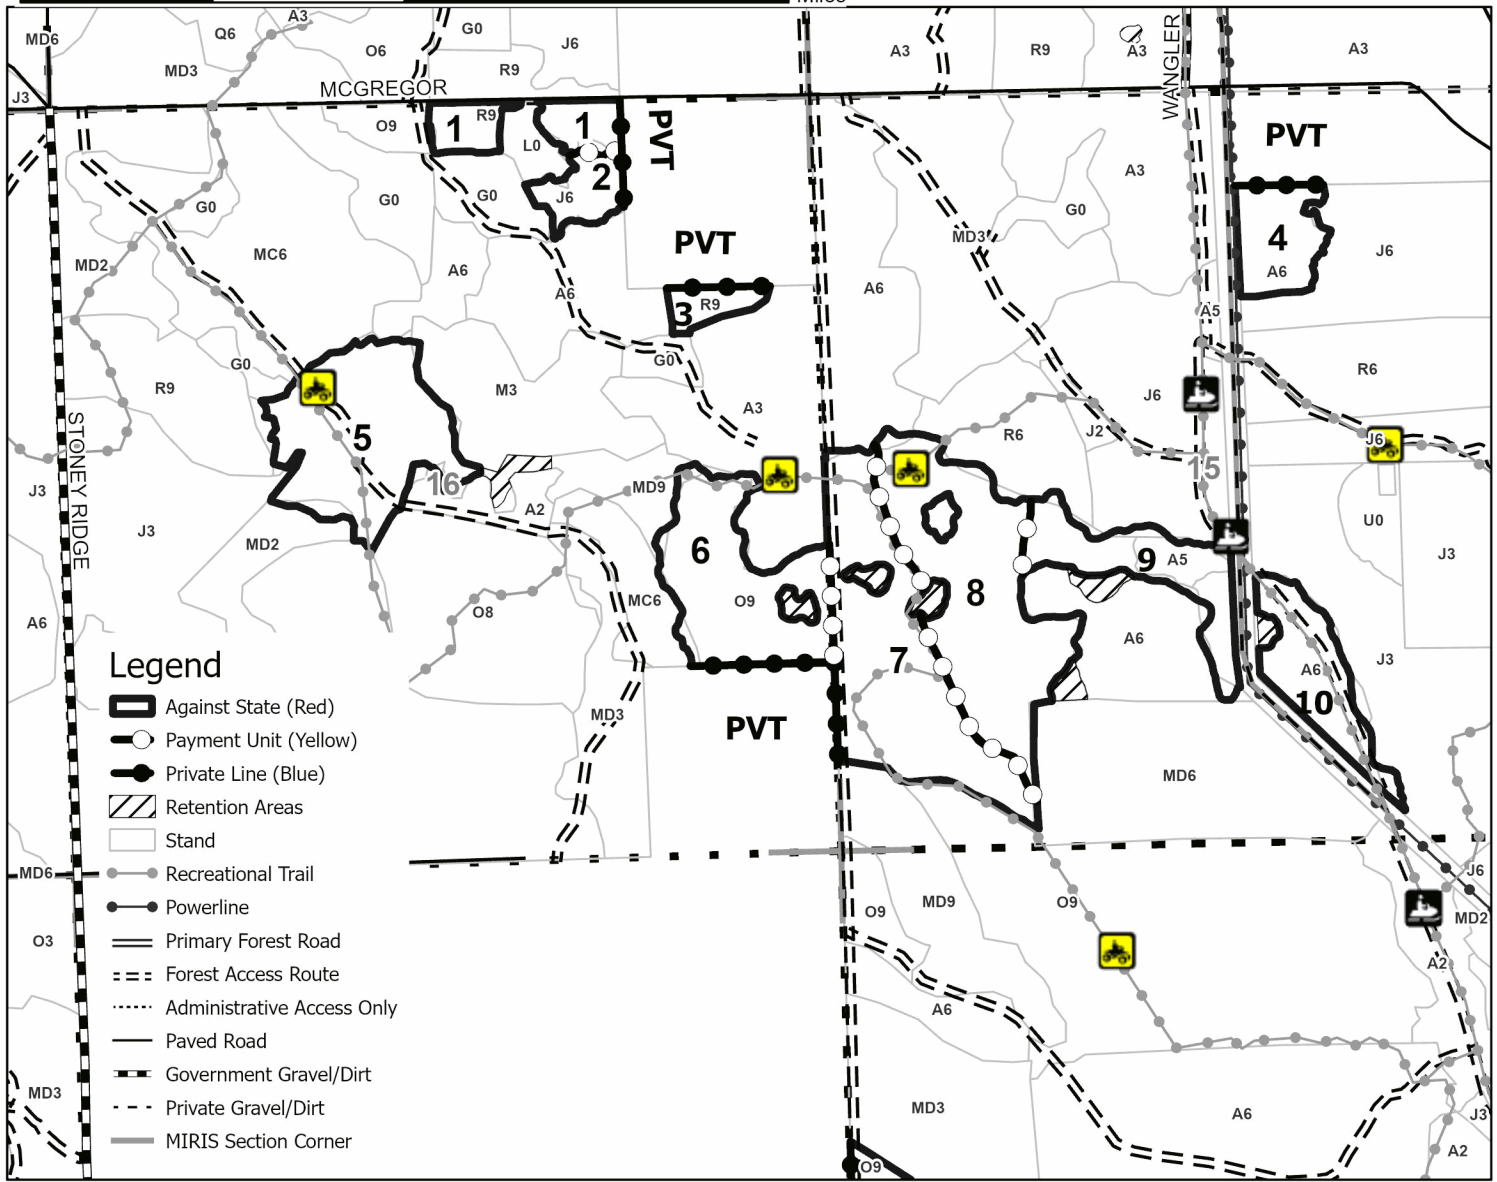 MD6
A3
Q6
G0
O6
J6
MD3
R9
J3
MCGREGOR
A3
R9
A3
WANGLER
A3
O9
1
R9
L0
1
PVT
2
J6
G0
G0
G0
MD2
MC6
A6
A6
PVT
3
R9
G0
A6
MD3
G0
A3
PVT
4
A6
J6
A5
R9
G0
M3
A3
J6
R6
STONEY RIDGE
5
16
A2
J3
J3
MD2
MD9
6
MC6
O9
R6
J2
15
J6
U0
J3
9
A5
8
A6
O8
A6
7
MD3
PVT
A6
10
J3
MD6
Legend
Against State (Red)
Payment Unit (Yellow)
Private Line (Blue)
Retention Areas
Stand
Recreational Trail
Powerline
Primary Forest Road
Forest Access Route
Administrative Access Only
Paved Road
Government Gravel/Dirt
Private Gravel/Dirt
MIRIS Section Corner
MD6
O3
MD3
O9
MD9
O9
J6
MD2
A2
A6
MD3
A6
J3
A2
O9